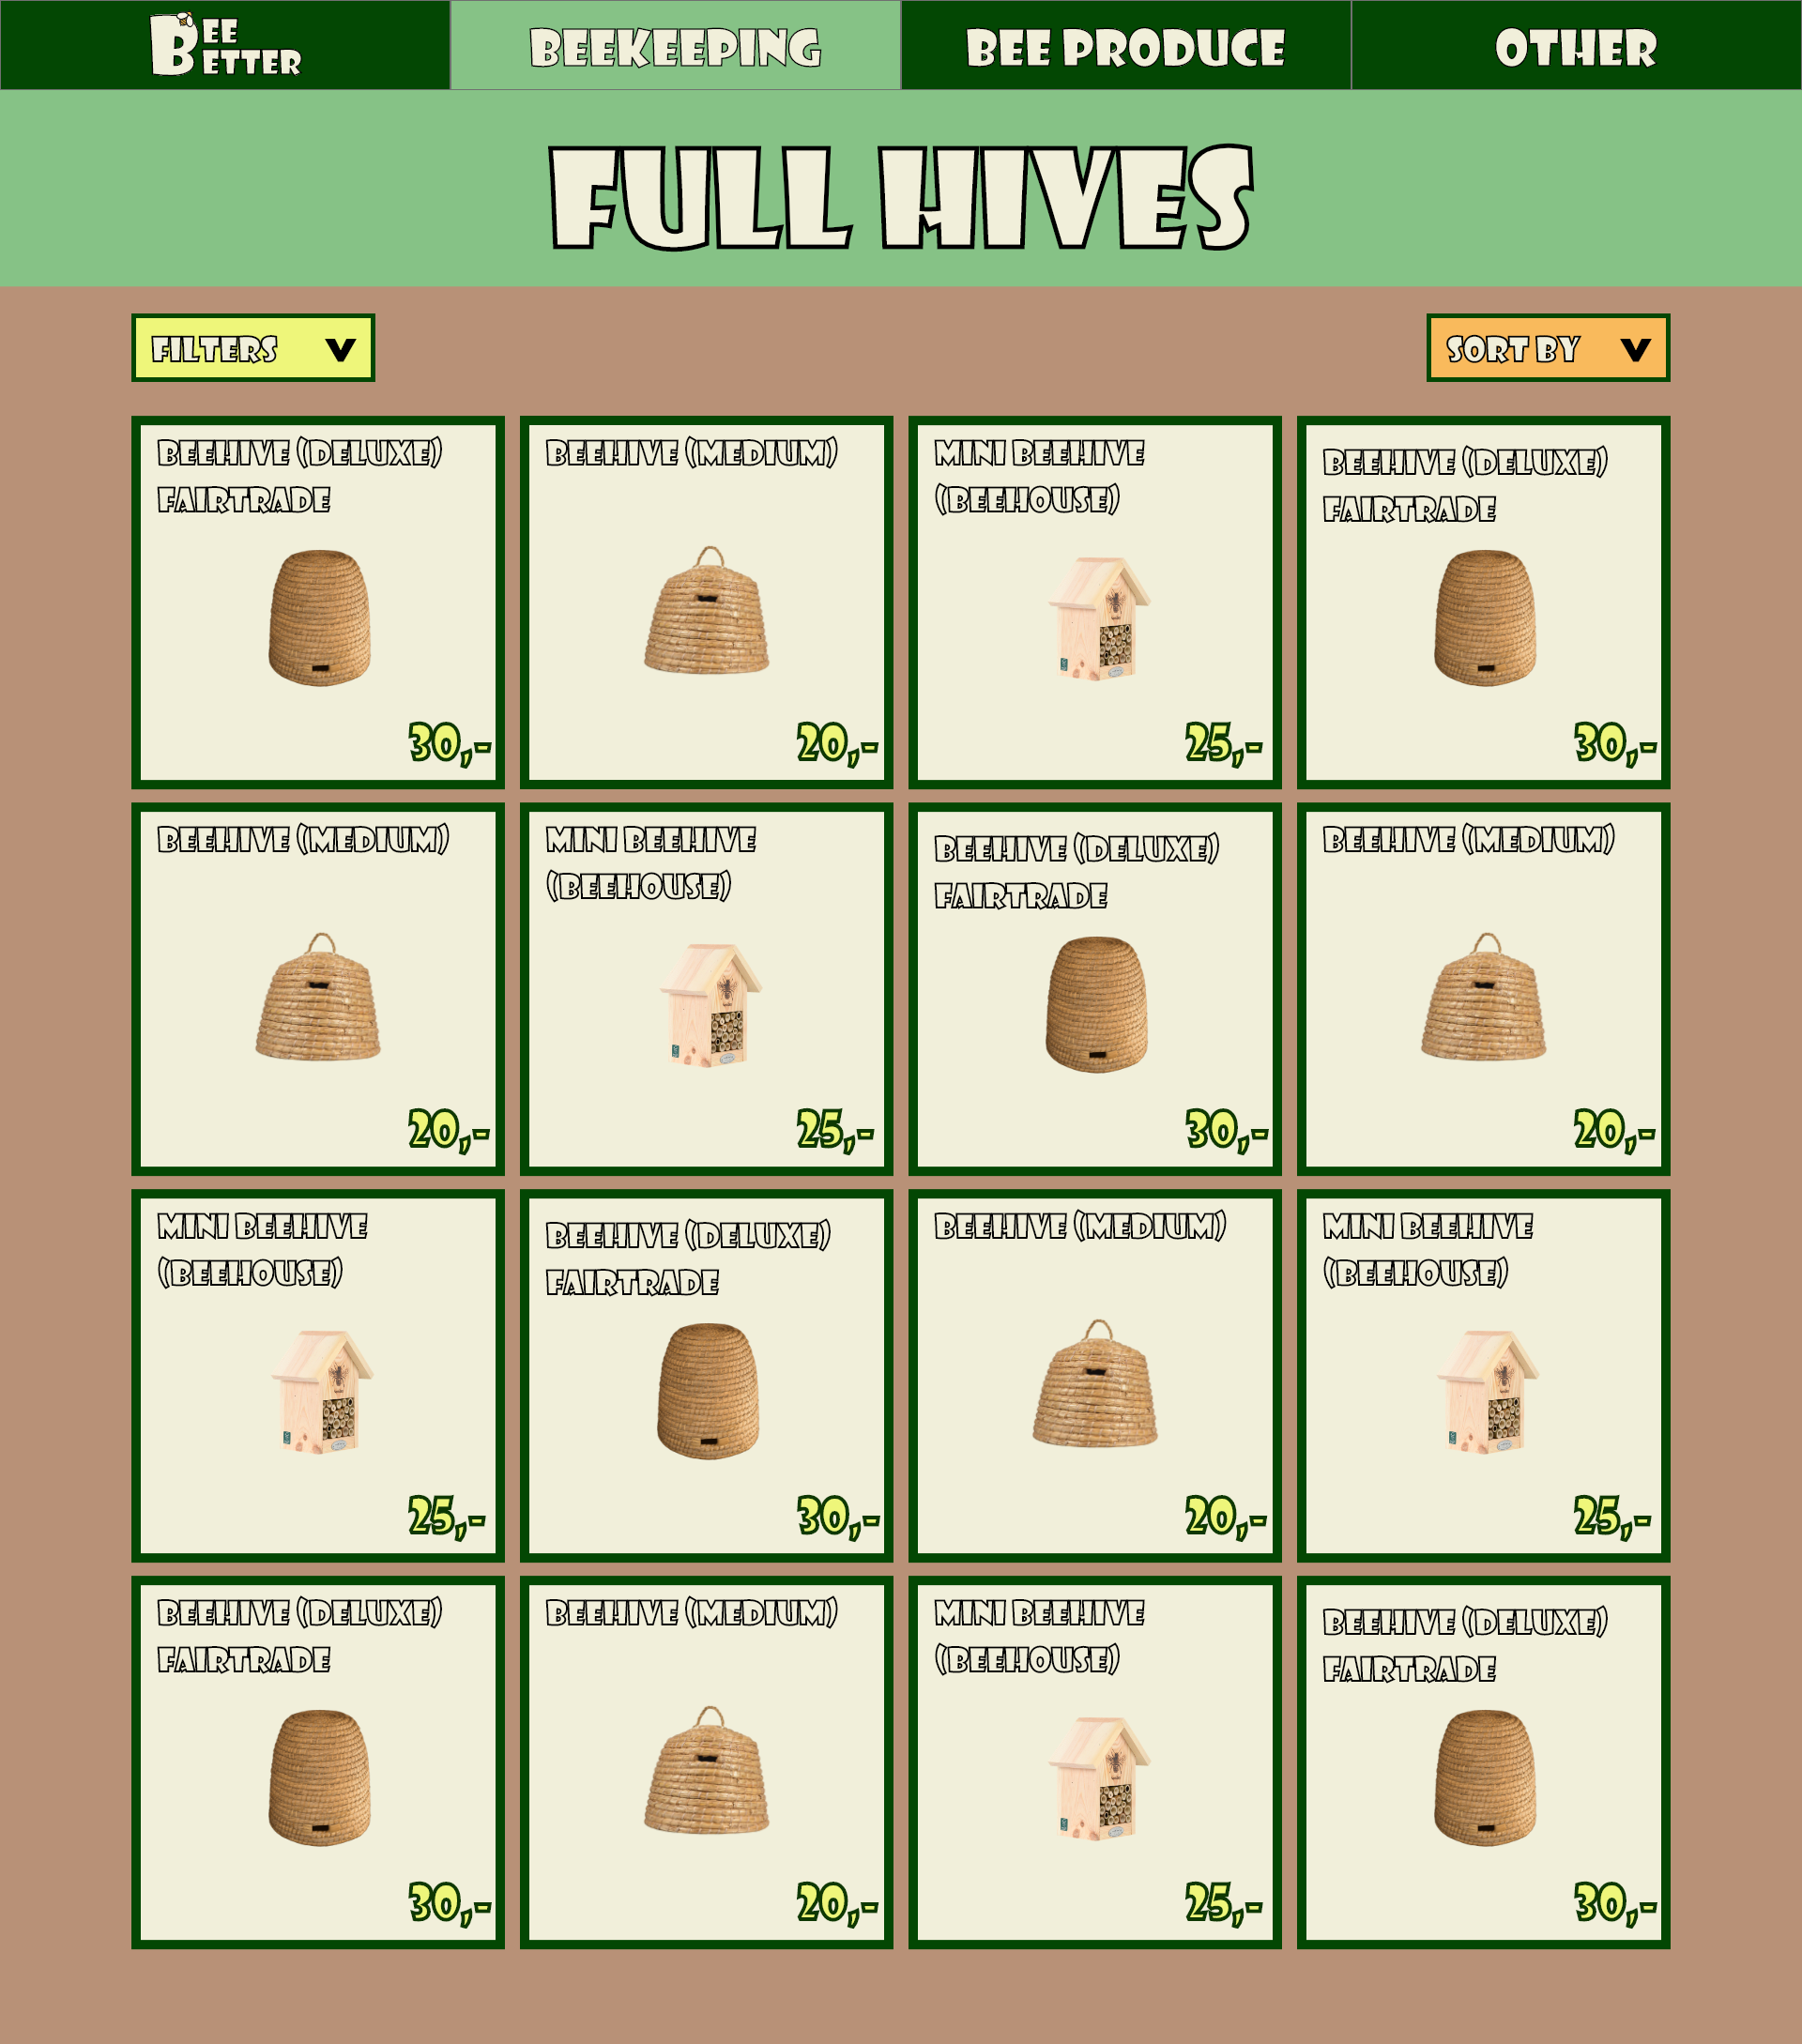 BEE
BETTER
BEEKEEPING
BEE PRODUCE
OTHER
FULL HIVES
FILTERS
SORT BY
BEEHIVE (DELUXE)
FAIRTRADE
30,-
BEEHIVE (MEDIUM)
20,-
MINI BEEHIVE
(BEEHOUSE)
25,-
BEEHIVE (DELUXE)
FAIRTRADE
30,-
BEEHIVE (MEDIUM)
20,-
MINI BEEHIVE
(BEEHOUSE)
25,-
BEEHIVE (DELUXE)
FAIRTRADE
30,-
BEEHIVE (MEDIUM)
20,-
MINI BEEHIVE
(BEEHOUSE)
25,-
BEEHIVE (DELUXE)
FAIRTRADE
30,-
BEEHIVE (MEDIUM)
20,-
MINI BEEHIVE
(BEEHOUSE)
25,-
BEEHIVE (DELUXE)
FAIRTRADE
30,-
BEEHIVE (MEDIUM)
20,-
MINI BEEHIVE
(BEEHOUSE)
25,-
BEEHIVE (DELUXE)
FAIRTRADE
30,-